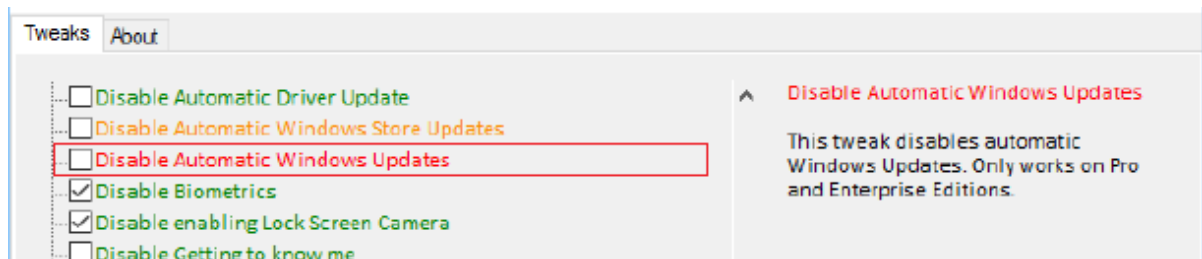 Tweaks About
Disable Automatic Driver Update
Disable Automatic Windows Store Updates
Disable Automatic Windows Updates
Disable Biometrics
Disable enabling Lock Screen Camera
Disable Getting to know me
Disable Automatic Windows Updates
This tweak disables automatic
Windows Updates. Only works on Pro
and Enterprise Editions.